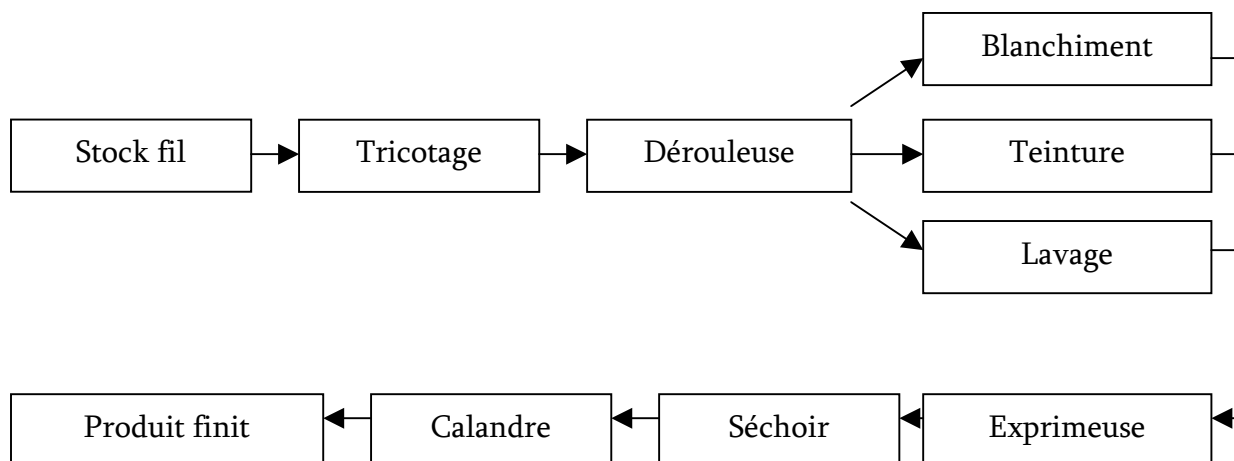 Blanchiment
Stock fil
Tricotage
Dérouleuse
Teinture
Lavage
Produit finit
Calandre
Séchoir
Exprimeuse